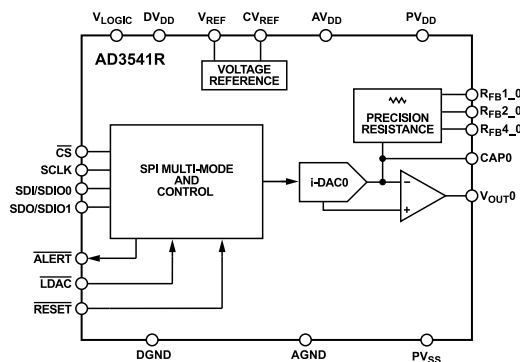 VLOGIC DVDD VREF CVREF AVDD PVDD
AD3541R
VOLTAGE
REFERENCE
RFB1_0
RFB2_0
RFB4_0
PRECISION
RESISTANCE
CAP0
CS
SCLK
SDI/SDIO0
SDO/SDIO1
SPI MULTI-MODE
AND
CONTROL
i-DAC0
−
+
VOUT0
ALERT
LDAC
RESET
DGND AGND PVSS